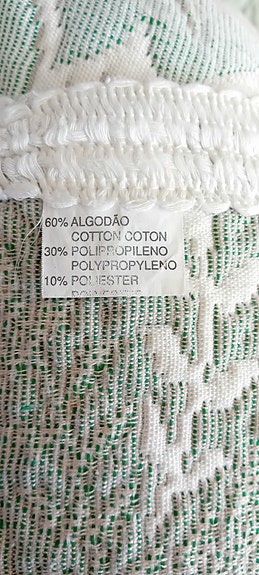 60% ALGODÃO
COTTON COTON
30% POLIPROPILENO
POLYPROPYLENO
10% POLIESTER